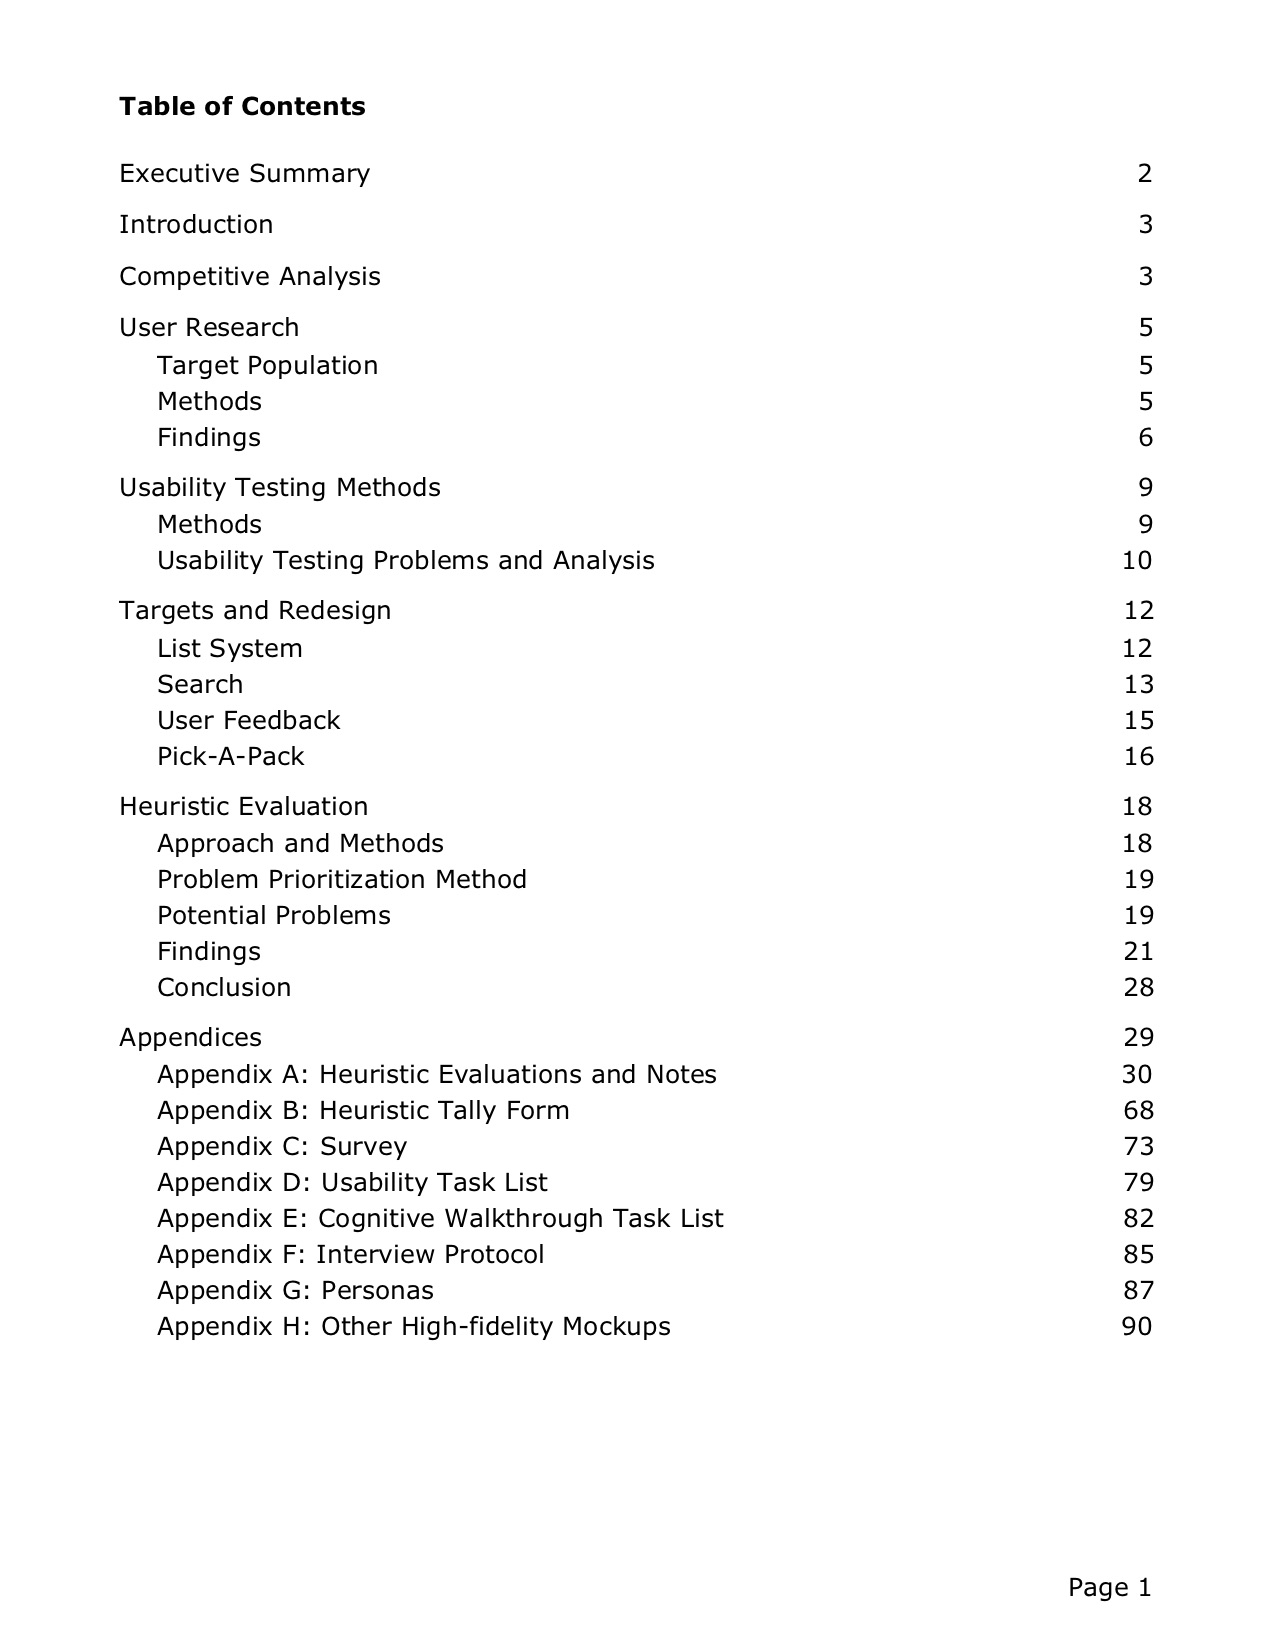 Table of Contents
Executive Summary 2
Introduction 3
Competitive Analysis 3
User Research 5
Target Population 5
Methods 5
Findings 6
Usability Testing Methods 9
Methods 9
Usability Testing Problems and Analysis 10
Targets and Redesign 12
List System 12
Search 13
User Feedback 15
Pick-A-Pack 16
Heuristic Evaluation 18
Approach and Methods 18
Problem Prioritization Method 19
Potential Problems 19
Findings 21
Conclusion 28
Appendices 29
Appendix A: Heuristic Evaluations and Notes 30
Appendix B: Heuristic Tally Form 68
Appendix C: Survey 73
Appendix D: Usability Task List 79
Appendix E: Cognitive Walkthrough Task List 82
Appendix F: Interview Protocol 85
Appendix G: Personas 87
Appendix H: Other High-fidelity Mockups 90
Page 1